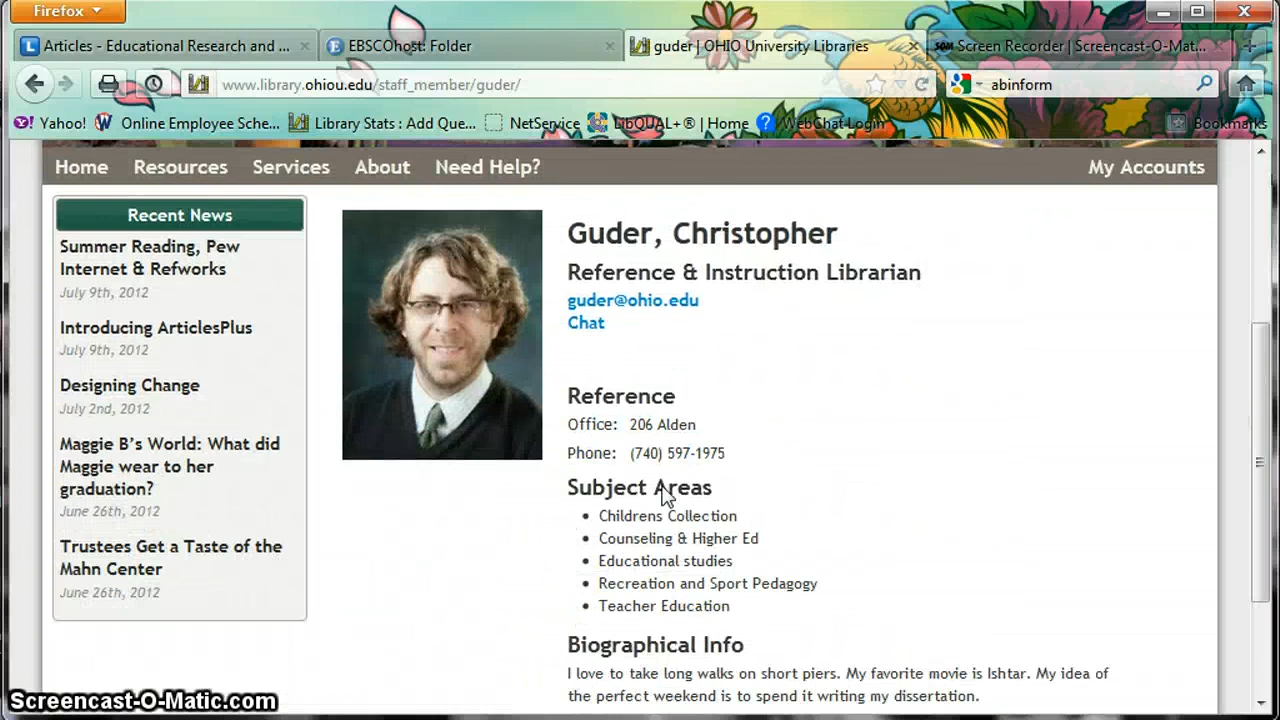 Firefox
Articles - Educational Research and ...
EBSCOhost: Folder
guder | OHIO University Libraries
Screen Recorder | Screencast-O-Mat...
www.library.ohiou.edu/staff_member/guder/
abinform
Yahoo!
Online Employee Sche...
Library Stats : Add Que...
NetService
LibQUAL+® | Home
WebChat Login
Bookmarks
Home
Resources
Services
About
Need Help?
My Accounts
Recent News
Summer Reading, Pew
Internet & Refworks
July 9th, 2012
Introducing ArticlesPlus
July 9th, 2012
Designing Change
July 2nd, 2012
Maggie B's World: What did
Maggie wear to her
graduation?
June 26th, 2012
Trustees Get a Taste of the
Mahn Center
June 26th, 2012
Guder, Christopher
Reference & Instruction Librarian
guder@ohio.edu
Chat
Reference
Office: 206 Alden
Phone: (740) 597-1975
Subject Areas
Childrens Collection
Counseling & Higher Ed
Educational studies
Recreation and Sport Pedagogy
Teacher Education
Biographical Info
I love to take long walks on short piers. My favorite movie is Ishtar. My idea of
the perfect weekend is to spend it writing my dissertation.
Screencast-O-Matic.com